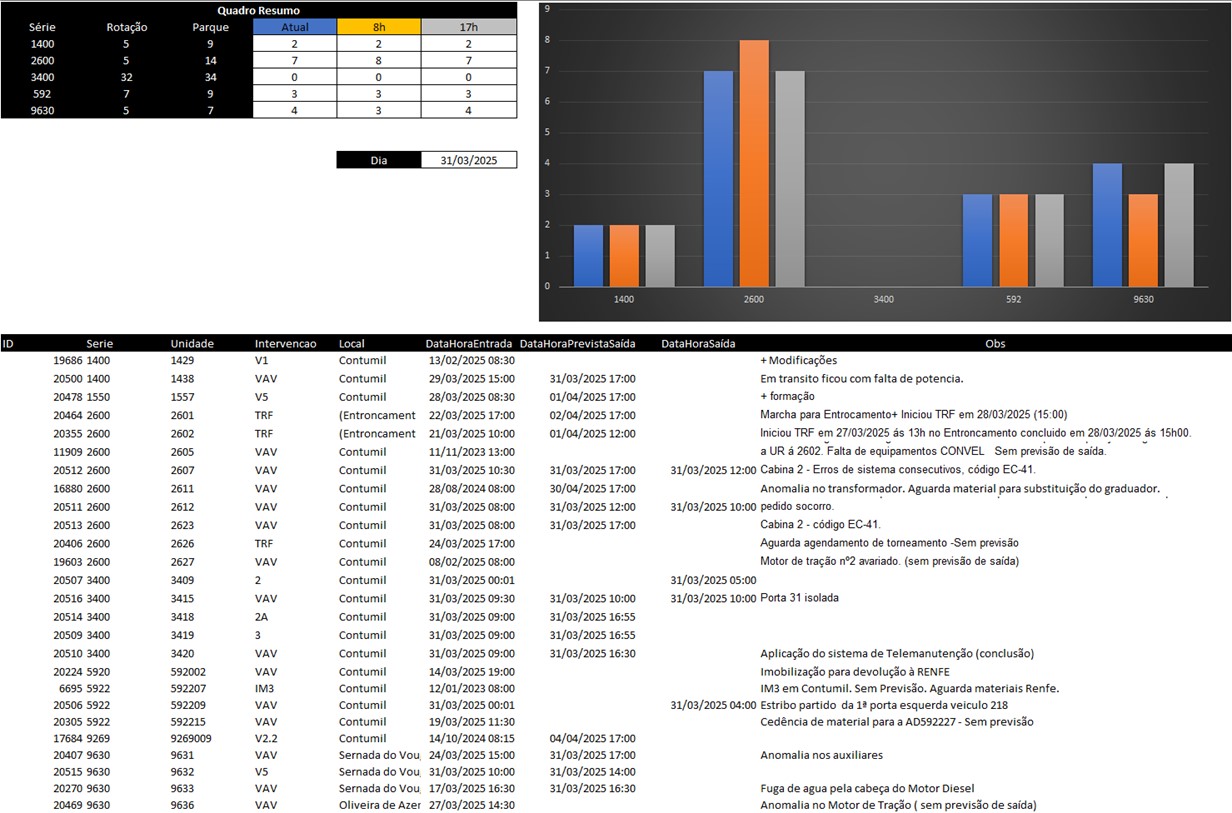 Quadro Resumo
Série Rotação Parque Atual 8h 17h
1400 5 9 2 2 2
2600 5 14 7 8 7
3400 32 34 0 0 0
592 7 9 3 3 3
9630 5 7 4 3 4
Dia 31/03/2025
9
8
7
6
5
4
3
2
1
0
1400 2600 3400 592 9630
ID Serie Unidade Intervencao Local DataHoraEntrada DataHoraPrevistaSaída DataHoraSaída Obs
19686 1400 1429 V1 Contumil 13/02/2025 08:30 + Modificações
20500 1400 1438 VAV Contumil 29/03/2025 15:00 31/03/2025 17:00 Em transito ficou com falta de potencia.
20478 1550 1557 V5 Contumil 28/03/2025 08:30 01/04/2025 17:00 + formação
20464 2600 2601 TRF (Entroncament 22/03/2025 17:00 02/04/2025 17:00 Marcha para Entrocamento+ Iniciou TRF em 28/03/2025 (15:00)
20355 2600 2602 TRF (Entroncament 21/03/2025 10:00 01/04/2025 12:00 Iniciou TRF em 27/03/2025 ás 13h no Entroncamento concluido em 28/03/2025 ás 15h00.
11909 2600 2605 VAV Contumil 11/11/2023 13:00 a UR á 2602. Falta de equipamentos CONVEL Sem previsão de saída.
20512 2600 2607 VAV Contumil 31/03/2025 10:30 31/03/2025 17:00 31/03/2025 12:00 Cabina 2 - Erros de sistema consecutivos, código EC-41.
16880 2600 2611 VAV Contumil 28/08/2024 08:00 30/04/2025 17:00 Anomalia no transformador. Aguarda material para substituição do graduador.
20511 2600 2612 VAV Contumil 31/03/2025 08:00 31/03/2025 12:00 31/03/2025 10:00 pedido socorro.
20513 2600 2623 VAV Contumil 31/03/2025 08:00 31/03/2025 17:00 Cabina 2 - código EC-41.
20406 2600 2626 TRF Contumil 24/03/2025 17:00 Aguarda agendamento de torneamento -Sem previsão
19603 2600 2627 VAV Contumil 08/02/2025 08:00 Motor de tração nº2 avariado. (sem previsão de saída)
20507 3400 3409 2 Contumil 31/03/2025 00:01 31/03/2025 05:00
20516 3400 3415 VAV Contumil 31/03/2025 09:30 31/03/2025 10:00 31/03/2025 10:00 Porta 31 isolada
20514 3400 3418 2A Contumil 31/03/2025 09:00 31/03/2025 16:55
20509 3400 3419 3 Contumil 31/03/2025 09:00 31/03/2025 16:55
20510 3400 3420 VAV Contumil 31/03/2025 09:00 31/03/2025 16:30 Aplicação do sistema de Telemanutenção (conclusão)
20224 5920 592002 VAV Contumil 14/03/2025 19:00 Imobilização para devolução à RENFE
6695 5922 592207 IM3 Contumil 12/01/2023 08:00 IM3 em Contumil. Sem Previsão. Aguarda materiais Renfe.
20506 5922 592209 VAV Contumil 31/03/2025 00:01 31/03/2025 04:00 Estribo partido da 1ª porta esquerda veículo 218
20305 5922 592215 VAV Contumil 19/03/2025 11:30 Cedência de material para a AD592227 - Sem previsão
17684 9269 9269009 V2.2 Contumil 14/10/2024 08:15 04/04/2025 17:00
20407 9630 9631 VAV Sernada do Vou 24/03/2025 15:00 31/03/2025 17:00 Anomalia nos auxiliares
20515 9630 9632 V5 Sernada do Vou 31/03/2025 10:00 31/03/2025 14:00
20270 9630 9633 VAV Sernada do Vou 17/03/2025 16:30 31/03/2025 16:30 Fuga de agua pela cabeça do Motor Diesel
20469 9630 9636 VAV Oliveira de Azer 27/03/2025 14:30 Anomalia no Motor de Tração ( sem previsão de saída)